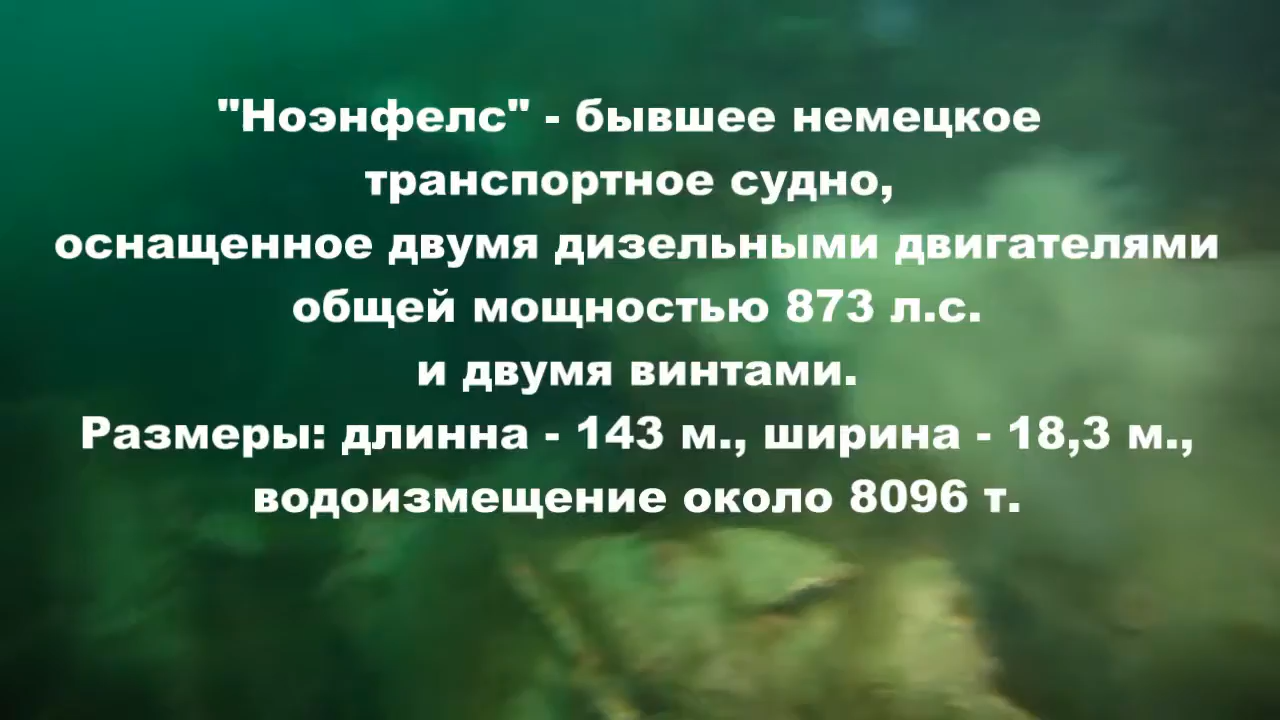 "Ноэнфелс" - бывшее немецкое
транспортное судно,
оснащенное двумя дизельными двигателями
общей мощностью 873 л.с.
и двумя винтами.
Размеры: длинна - 143 м., ширина - 18,3 м.,
водоизмещение около 8096 т.